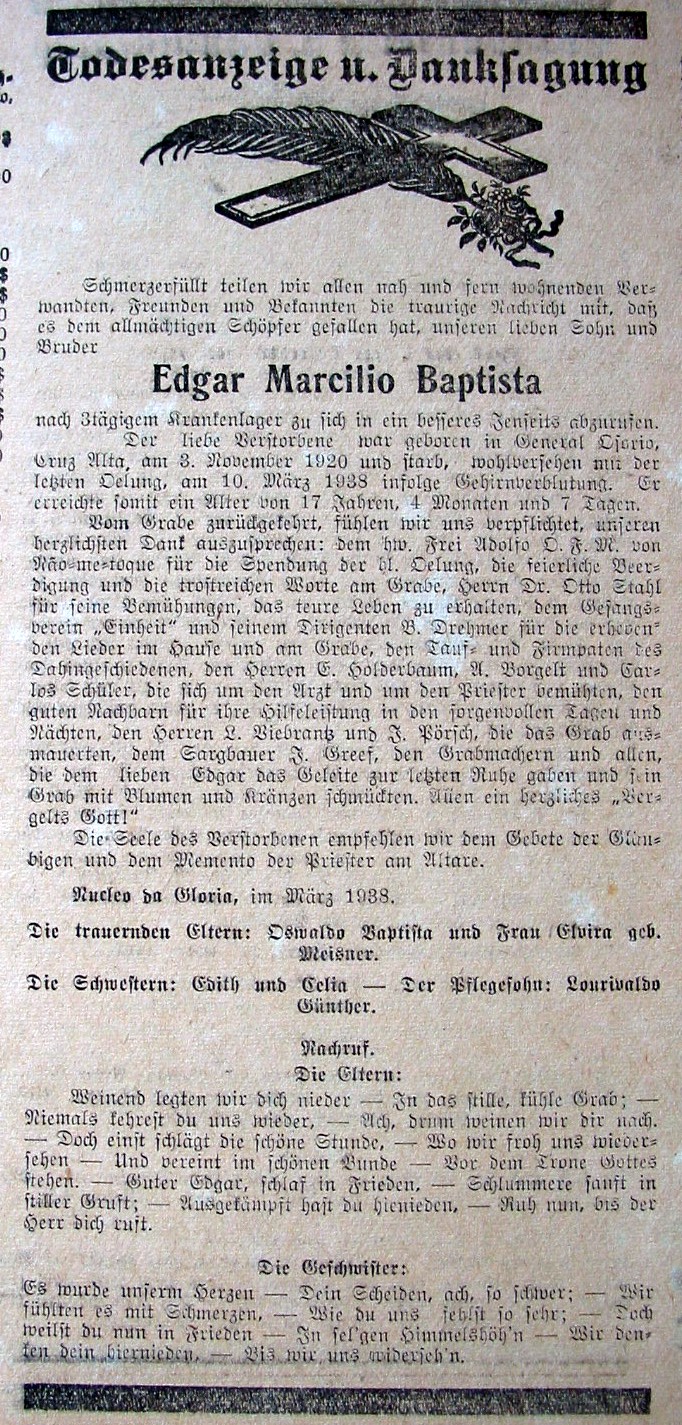 Todesanzeige u. Danksagung
Schmerzerfüllt teilen wir allen nah und fern wohnenden Ver-
wandten, Freunden und Bekannten die traurige Nachricht mit, daß
es dem allmächtigen Schöpfer gefallen hat, unseren lieben Sohn und
Bruder
Edgar Marcilio Baptista
nach 3tägigem Krankenlager zu sich in ein besseres Jenseits abzurufen.
Der liebe Verstorbene war geboren in General Osorio,
Cruz Alta, am 3. November 1920 und starb, wohlversehen mit der
letzten Oelung, am 10. März 1938 infolge Gehirnverblutung. Er
erreichte somit ein Alter von 17 Jahren, 4 Monaten und 7 Tagen.
Vom Grabe zurückgekehrt, fühlen wir uns verpflichtet, unseren
herzlichsten Dank auszusprechen: dem hw. Frei Adolfo O. F. M. von
Não-me-toque für die Spendung der hl. Oelung, die feierliche Beer-
digung und die trostreichen Worte am Grabe, Herrn Dr. Otto Stahl
für seine Bemühungen, das teure Leben zu erhalten, dem Gesangs-
verein „Einheit" und seinem Dirigenten B. Drehmer für die erheben-
den Lieder im Hause und am Grabe, den Tauf- und Firmpaten des
Dahingeschiedenen, den Herren E. Holderbaum, A. Borgelt und Car-
los Schüler, die sich um den Arzt und um den Priester bemühten, den
guten Nachbarn für ihre Hilfeleistung in den sorgenvollen Tagen und
Nächten, den Herren L. Viebrantz und J. Pörsch, die das Grab aus-
mauerten, dem Sargbauer J. Greef, den Grabmachern und allen,
die dem lieben Edgar das Geleite zur letzten Ruhe gaben und sein
Grab mit Blumen und Kränzen schmückten. Allen ein herzliches „Ver-
gelts Gott!"
Die Seele des Verstorbenen empfehlen wir dem Gebete der Gläu-
bigen und dem Memento der Priester am Altare.
Nucleo da Gloria, im März 1938.
Die trauernden Eltern: Oswaldo Baptista und Frau Elvira geb.
Meisner.
Die Schwestern: Edith und Celia — Der Pflegesohn: Lourivaldo
Günther.
Nachruf.
Die Eltern:
Weinend legten wir dich nieder — In das stille, kühle Grab; —
Niemals kehrest du uns wieder, — Ach, drum weinen wir dir nach.
— Doch einst schlägt die schöne Stunde, — Wo wir froh uns wieder-
sehen — Und vereint im schönen Bunde — Vor dem Trone Gottes
stehen. — Guter Edgar, schlaf in Frieden, — Schlummere sanft in
stiller Gruft; — Ausgekämpft hast du hienieden, — Ruh nun, bis der
Herr dich ruft.
Die Geschwister:
Es wurde unserm Herzen — Dein Scheiden, ach, so schwer; — Wir
fühlten es mit Schmerzen, — Wie du uns fehlst so sehr; — Doch
weilst du nun in Frieden — In sel'gen Himmelshöh'n — Wir den-
ken dein hiernieden, — Bis wir uns widerseh'n.